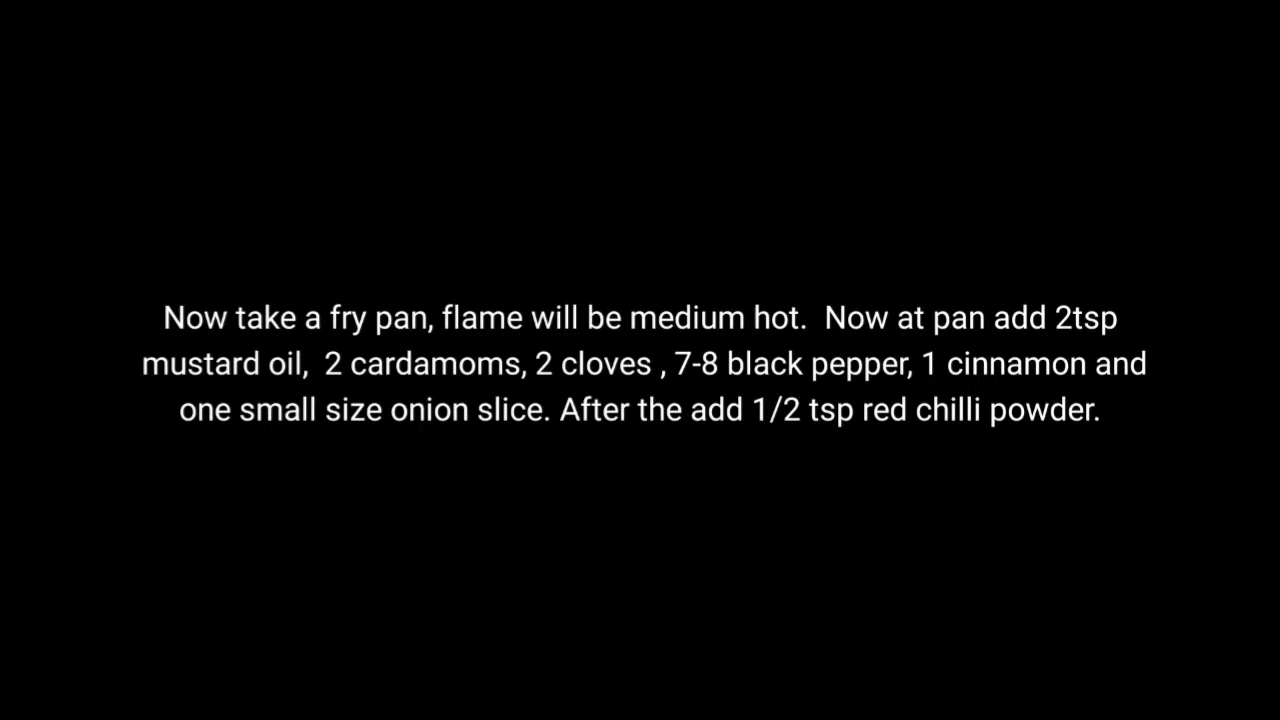 Now take a fry pan, flame will be medium hot.  Now at pan add 2tsp
mustard oil,  2 cardamoms, 2 cloves , 7-8 black pepper, 1 cinnamon and
one small size onion slice. After the add 1/2 tsp red chilli powder.